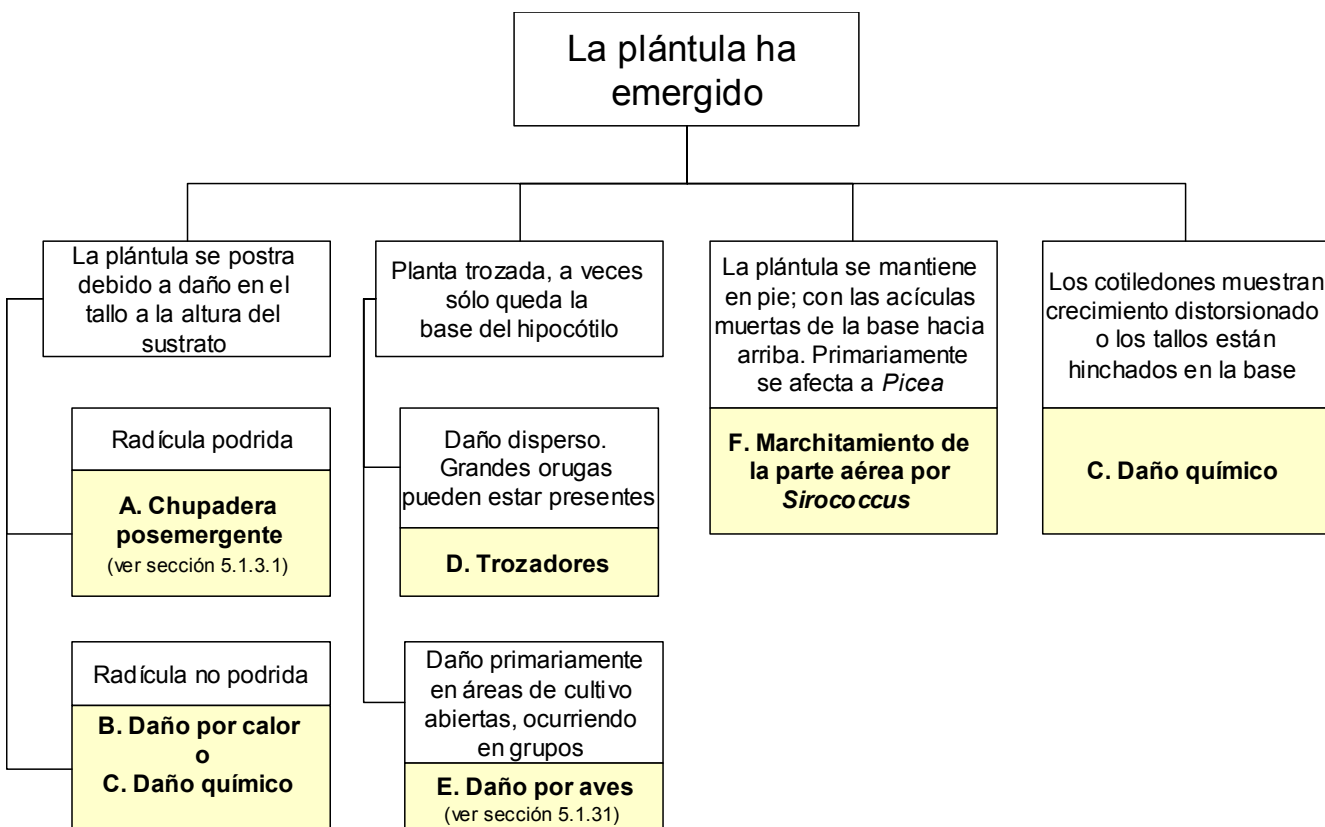 La plántula ha
emergido
La plántula se postra
debido a daño en el
tallo a la altura del
sustrato
Radícula podrida
A. Chupadera
posemergente
(ver sección 5.1.3.1)
Radícula no podrida
B. Daño por calor
o
C. Daño químico
Planta trozada, a veces
sólo queda la
base del hipocótilo
Daño disperso.
Grandes orugas
pueden estar presentes
D. Trozadores
Daño primariamente
en áreas de cultivo
abiertas, ocurriendo
en grupos
E. Daño por aves
(ver sección 5.1.31)
La plántula se mantiene
en pie; con las acículas
muertas de la base hacia
arriba. Primariamente
se afecta a Picea
F. Marchitamiento de
la parte aérea por
Sirococcus
Los cotiledones muestran
crecimiento distorsionado
o los tallos están
hinchados en la base
C. Daño químico